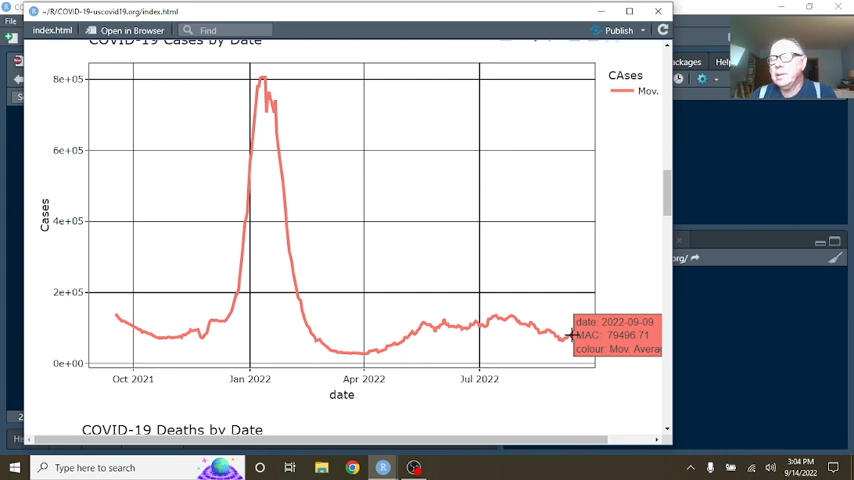 ~/R/COVID-19-uscovid19.org/index.html
File
index.html
Open in Browser
Find
Publish
COVID-19 Cases by Date
ackages
Help
CAses
Mov.
8e+05
6e+05
4e+05
2e+05
0e+00
Cases
Oct 2021
Jan 2022
Apr 2022
Jul 2022
date
date: 2022-09-09
MAC: 79496.71
colour: Mov. Avera
org/
COVID-19 Deaths by Date
Type here to search
3:04 PM
9/14/2022